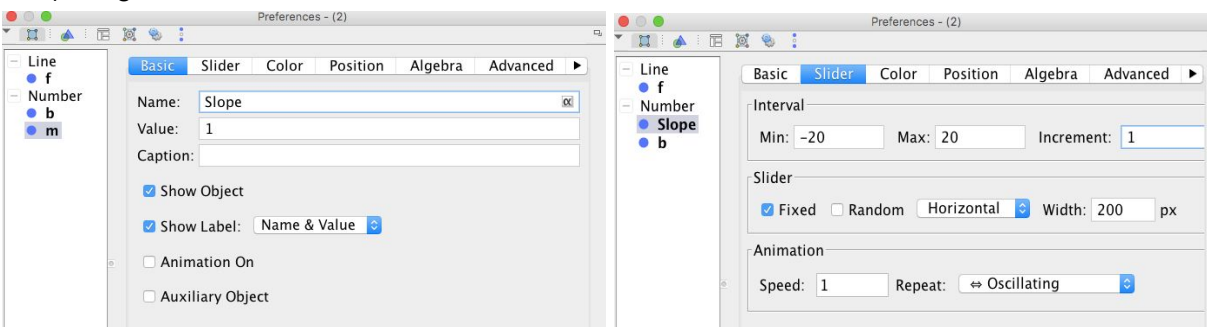 Preferences - (2)
Line
f
Number
b
m
Basic Slider Color Position Algebra Advanced
Name: Slope α
Value: 1
Caption:
Show Object
Show Label: Name & Value
Animation On
Auxiliary Object
Preferences - (2)
Line
f
Number
Slope
b
Basic Slider Color Position Algebra Advanced
Interval
Min: -20 Max: 20 Increment: 1
Slider
Fixed Random Horizontal Width: 200 px
Animation
Speed: 1 Repeat: ⇔ Oscillating